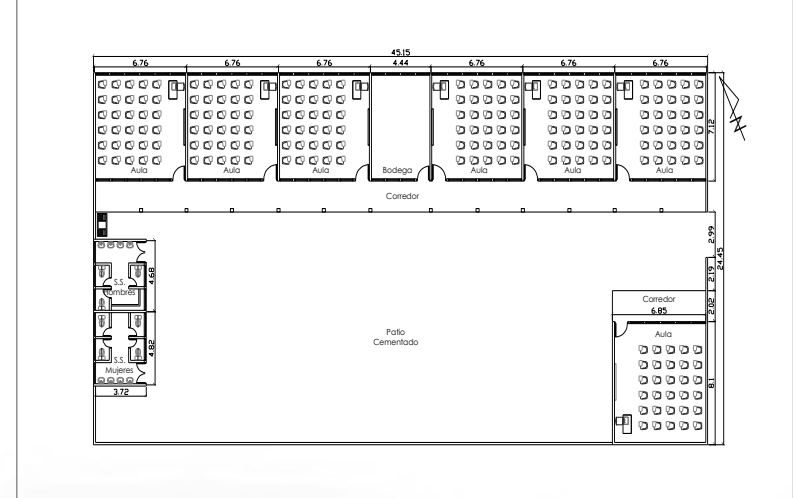 45.15
6.76 6.76 6.76 4.44 6.76 6.76 6.76
7.12
Aula Aula Aula Bodega Aula Aula Aula
Corredor
2.99
24.45
2.19
4.68
S.S.
Hombres
Corredor
2.02
6.85
Patio
Cementado
Aula
4.82
S.S.
Mujeres
8.1
3.72